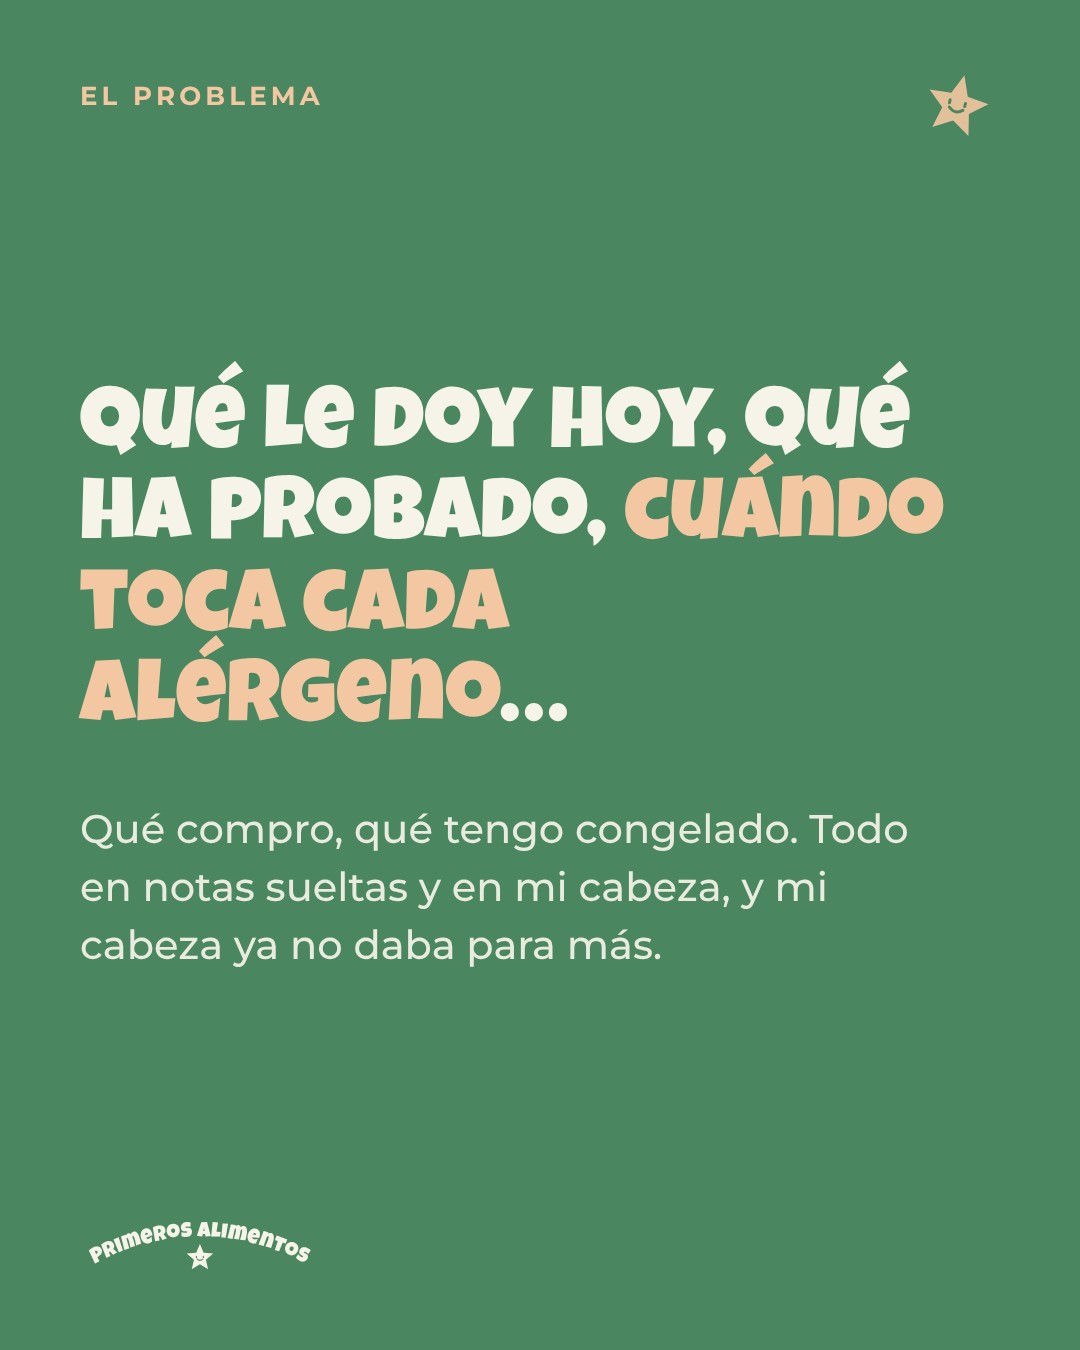 EL PROBLEMA
Qué le doy hoy, qué
ha probado, cuándo
toca cada
alérgeno...
Qué compro, qué tengo congelado. Todo
en notas sueltas y en mi cabeza, y mi
cabeza ya no daba para más.
PRIMEROS ALIMENTOS